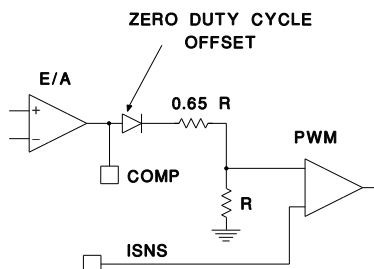 ZERO DUTY CYCLE
OFFSET
E/A
0.65 R
+
−
PWM
COMP
R
ISNS